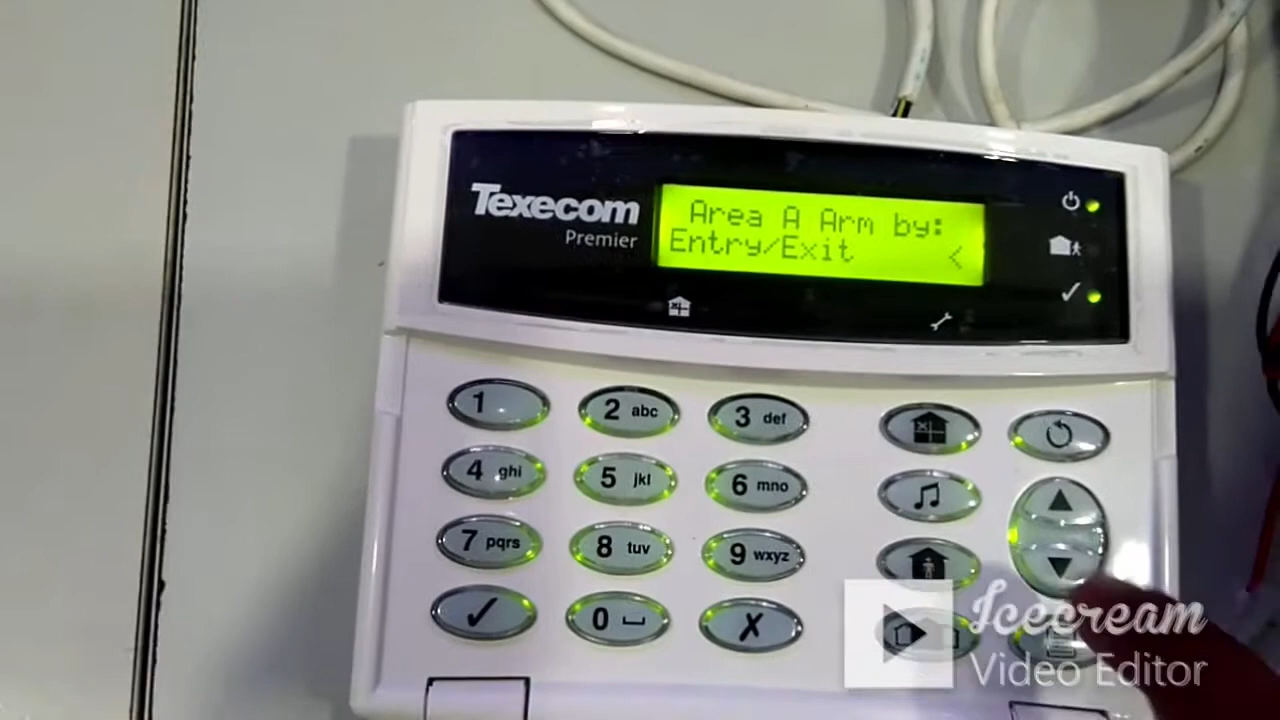 Texecom
Premier
Area A Arm by:
Entry/Exit <
1
2 abc
3 def
4 ghi
5 jkl
6 mno
7 pqrs
8 tuv
9 wxyz
0
Icecream
Video Editor